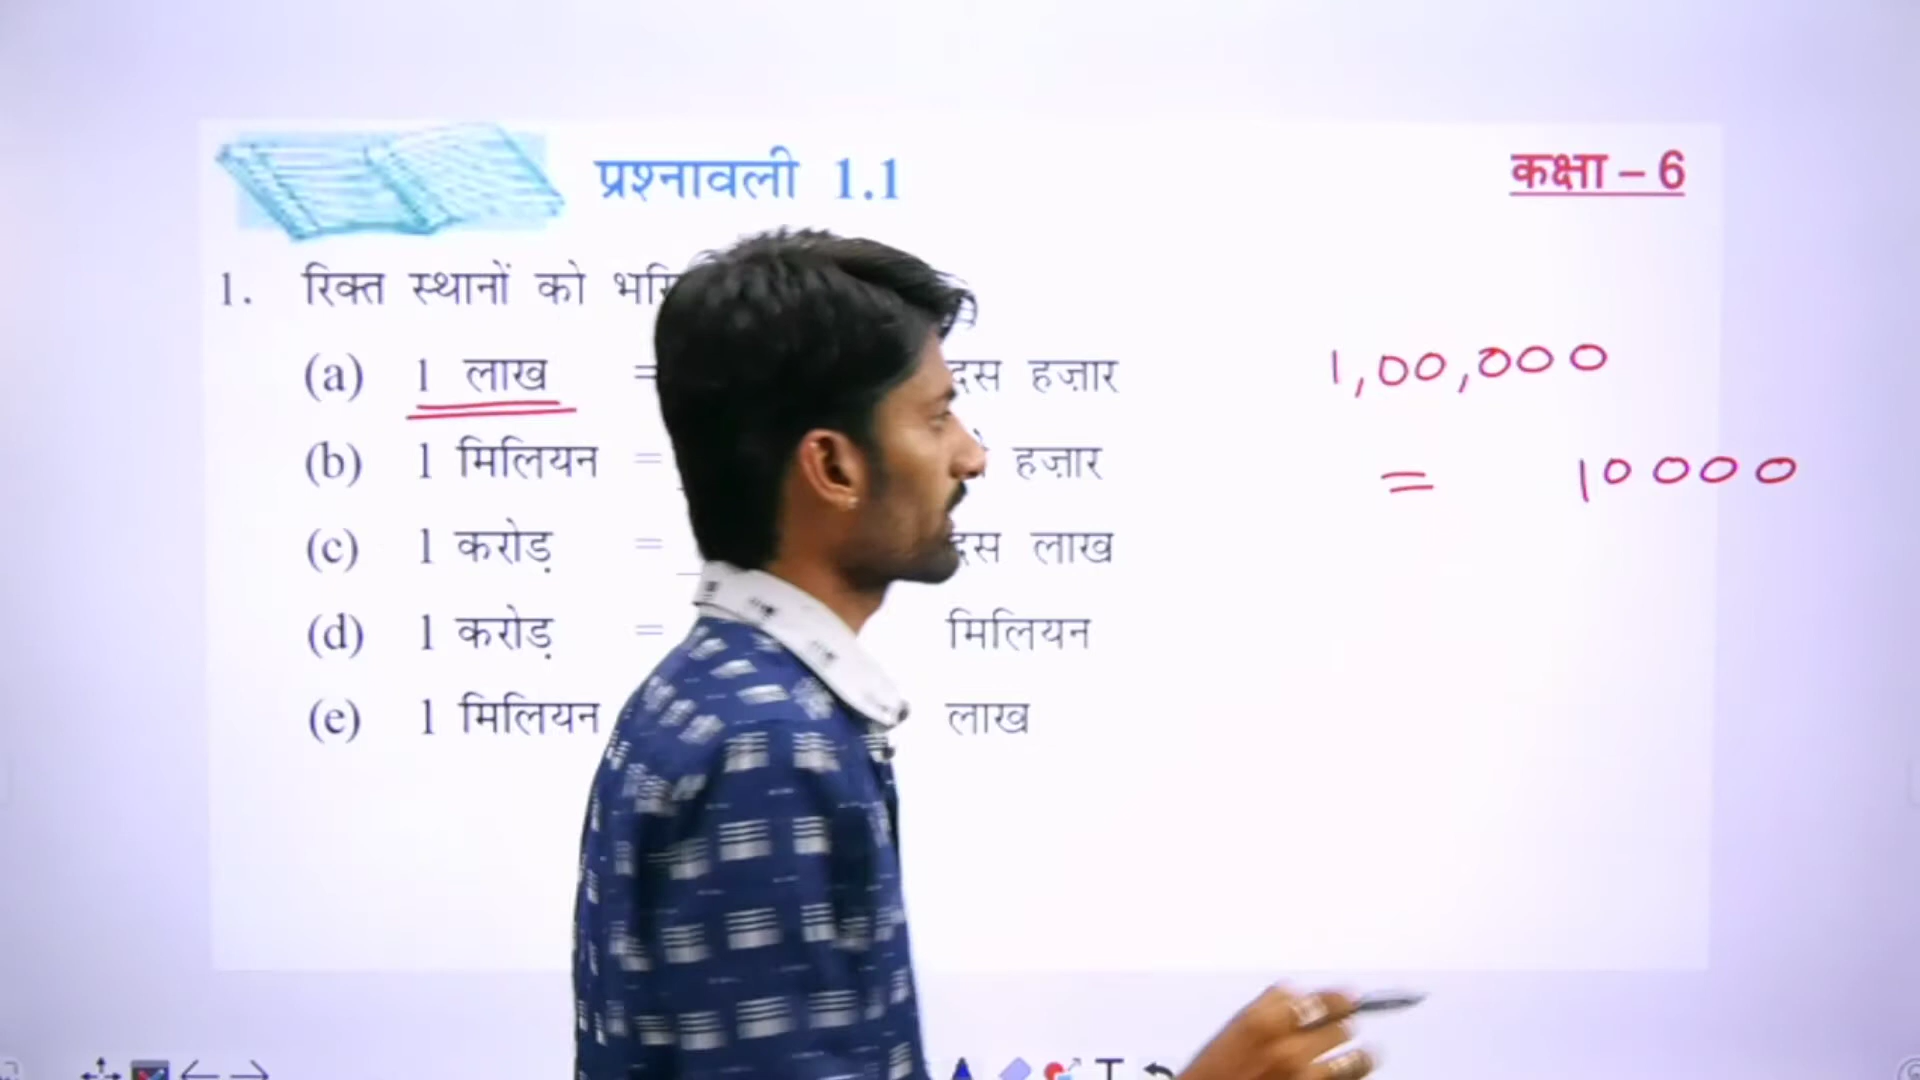 प्रश्नावली 1.1
कक्षा – 6
1. रिक्त स्थानों को
(a) 1 लाख = दस हज़ार
1,00,000
(b) 1 मिलियन = हज़ार
= 10000
(c) 1 करोड़ = दस लाख
(d) 1 करोड़ = मिलियन
(e) 1 मिलियन लाख
T